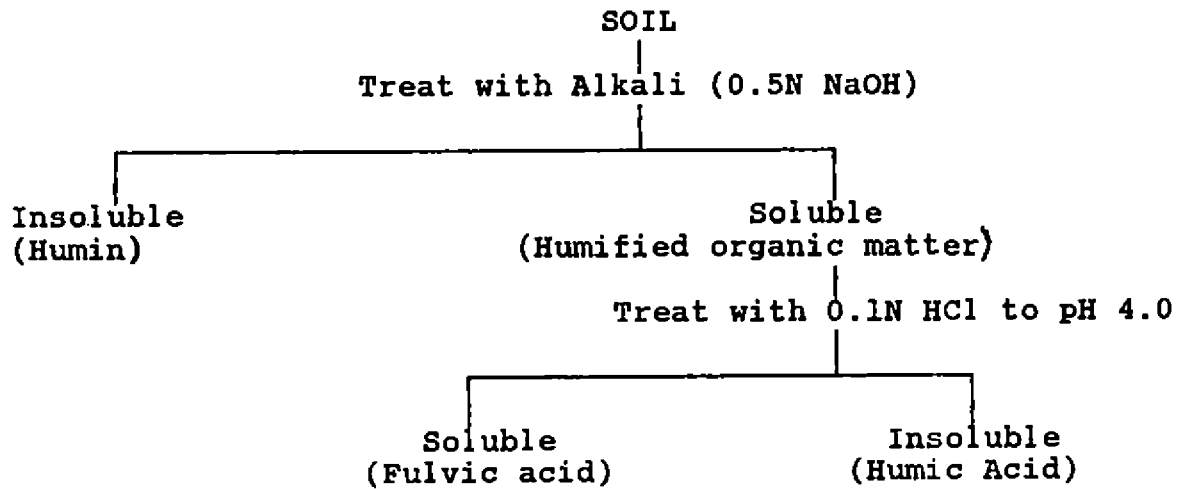 SOIL
Treat with Alkali (0.5N NaOH)
Insoluble
(Humin)
Soluble
(Humified organic matter)
Treat with 0.1N HCl to pH 4.0
Soluble
(Fulvic acid)
Insoluble
(Humic Acid)